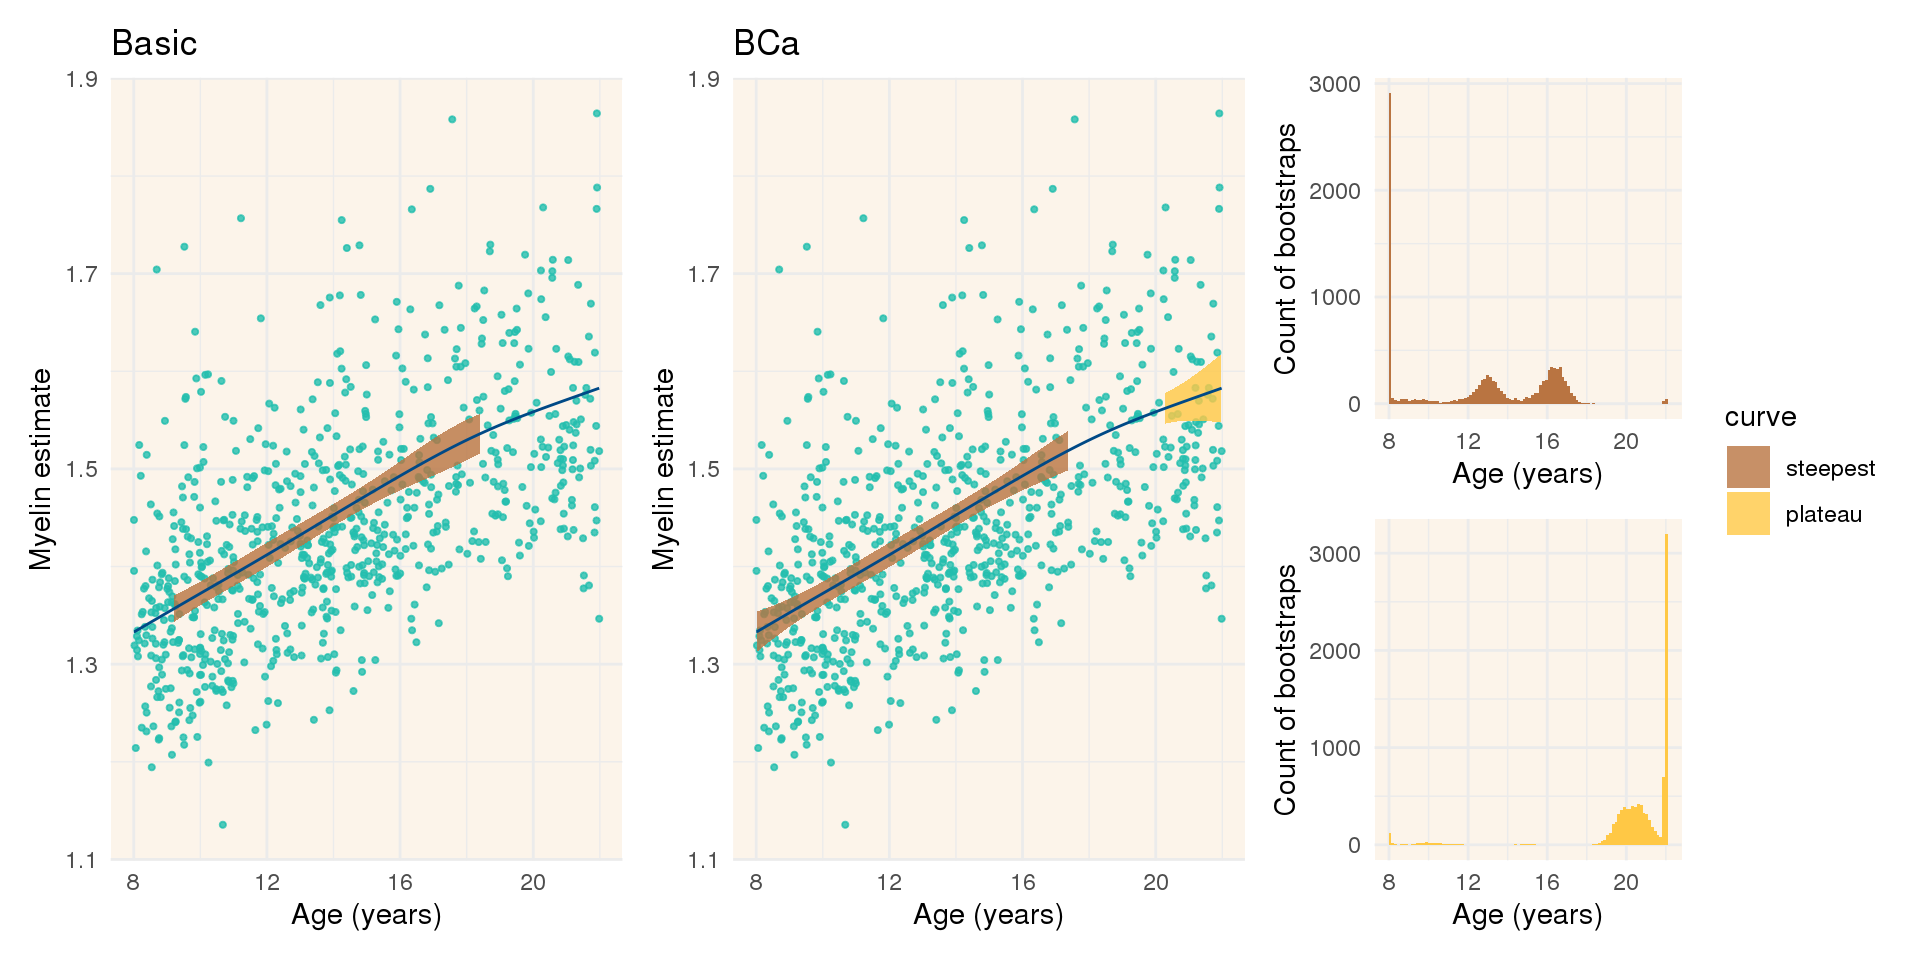 Basic
1.9
1.7
1.5
1.3
1.1
Myelin estimate
8 12 16 20
Age (years)
BCa
1.9
1.7
1.5
1.3
1.1
Myelin estimate
8 12 16 20
Age (years)
3000
2000
1000
0
Count of bootstraps
8 12 16 20
Age (years)
3000
2000
1000
0
Count of bootstraps
8 12 16 20
Age (years)
curve
steepest
plateau